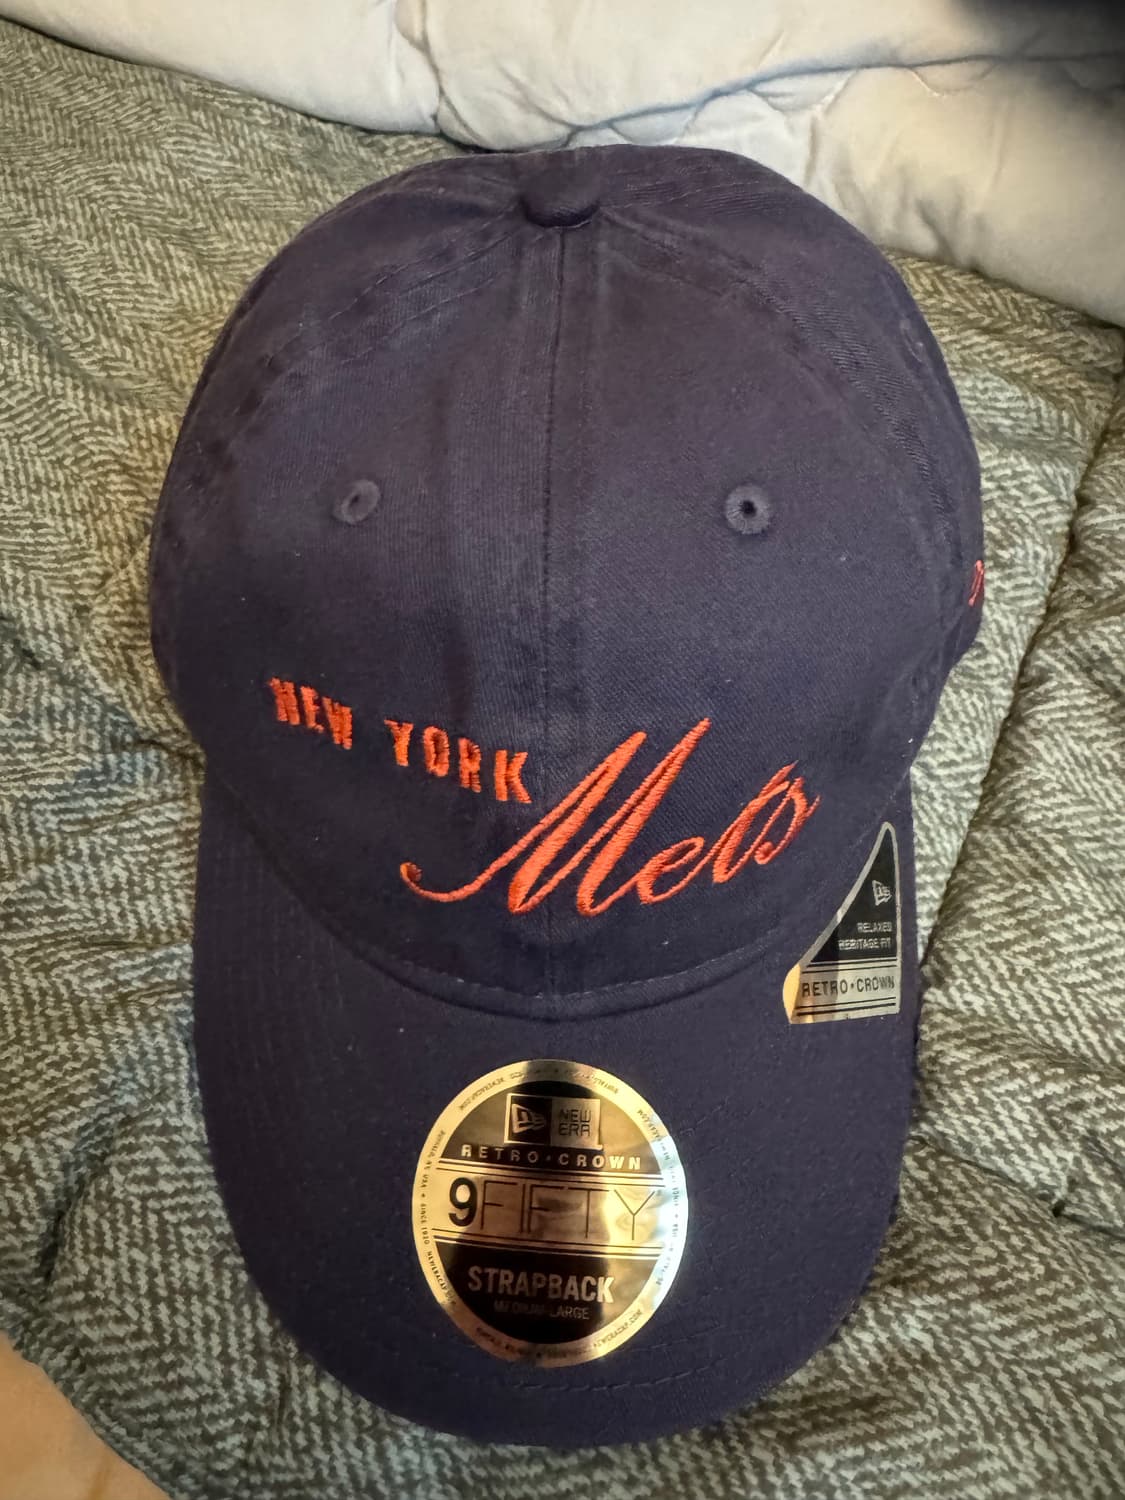 NEW YORK
Mets
RELAXED
HERITAGE FIT
RETRO•CROWN
NEW
ERA
RETRO•CROWN
9FIFTY
STRAPBACK
MEDIUM-LARGE